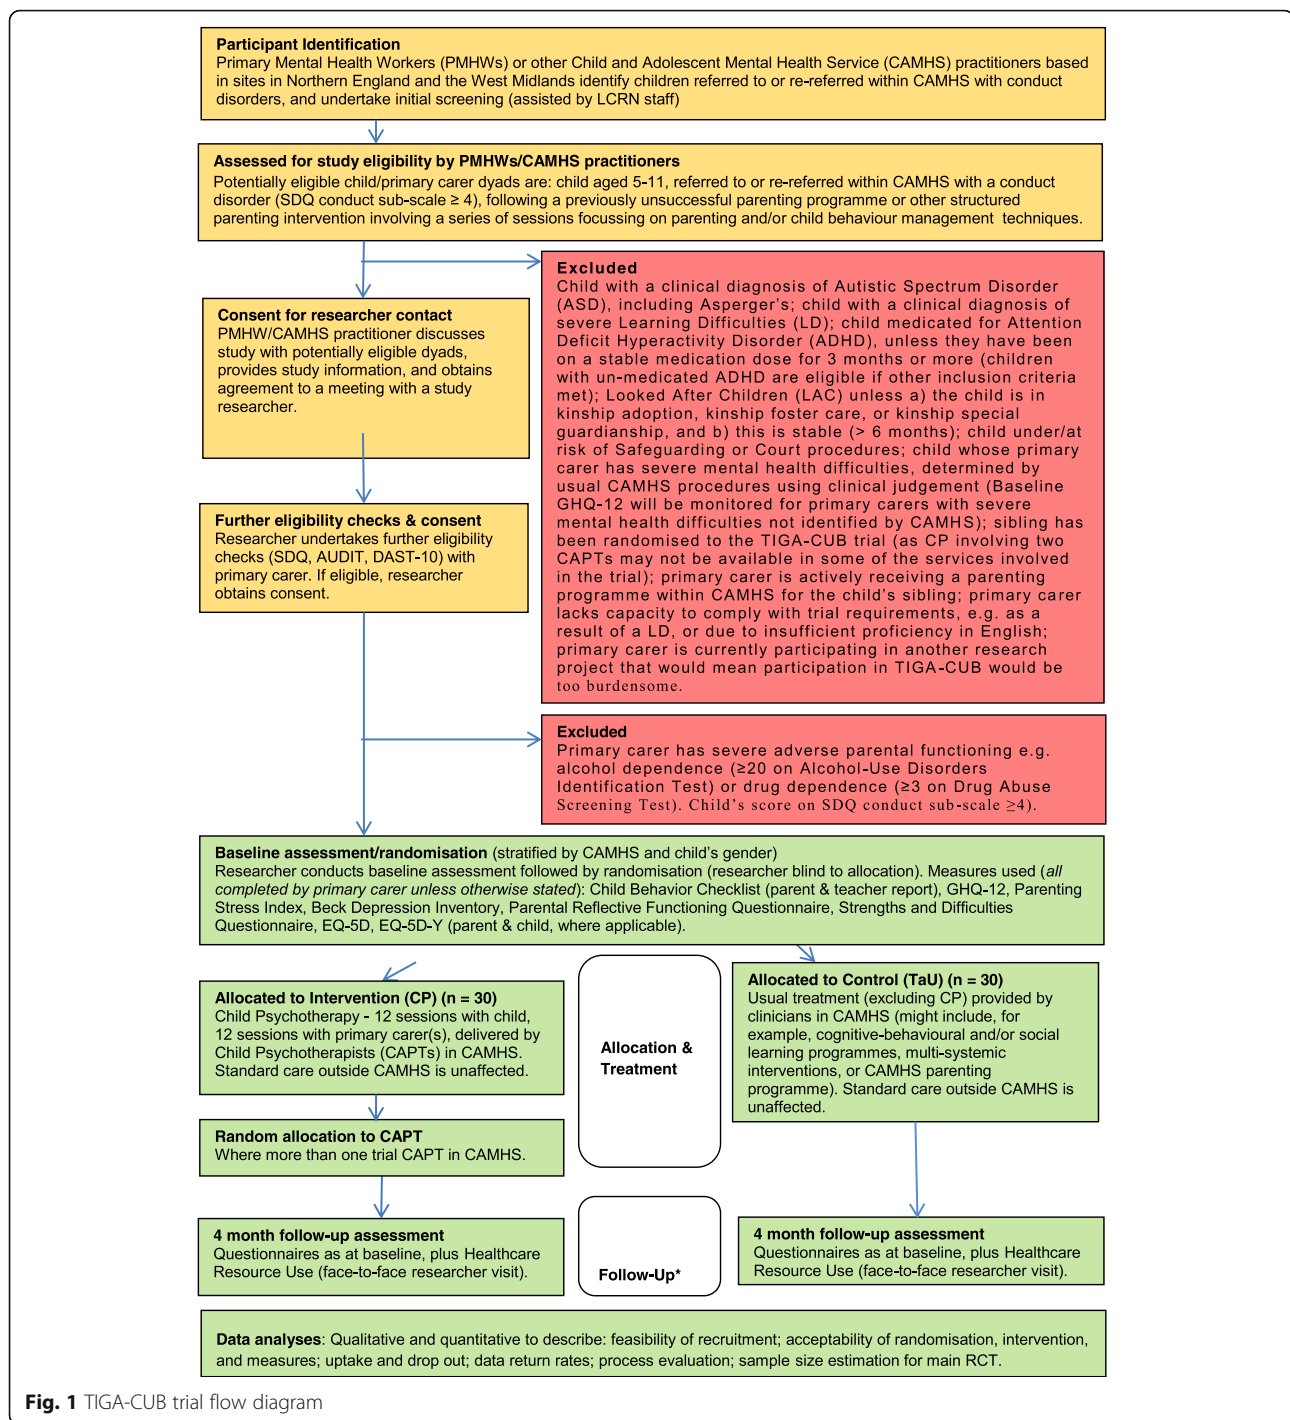 Participant Identification
Primary Mental Health Workers (PMHWs) or other Child and Adolescent Mental Health Service (CAMHS) practitioners based
in sites in Northern England and the West Midlands identify children referred to or re-referred within CAMHS with conduct
disorders, and undertake initial screening (assisted by LCRN staff)
Assessed for study eligibility by PMHWs/CAMHS practitioners
Potentially eligible child/primary carer dyads are: child aged 5-11, referred to or re-referred within CAMHS with a conduct
disorder (SDQ conduct sub-scale ≥ 4), following a previously unsuccessful parenting programme or other structured
parenting intervention involving a series of sessions focussing on parenting and/or child behaviour management techniques.
Excluded
Child with a clinical diagnosis of Autistic Spectrum Disorder
(ASD), including Asperger's; child with a clinical diagnosis of
severe Learning Difficulties (LD); child medicated for Attention
Deficit Hyperactivity Disorder (ADHD), unless they have been
on a stable medication dose for 3 months or more (children
with un-medicated ADHD are eligible if other inclusion criteria
met); Looked After Children (LAC) unless a) the child is in
kinship adoption, kinship foster care, or kinship special
guardianship, and b) this is stable (> 6 months); child under/at
risk of Safeguarding or Court procedures; child whose primary
carer has severe mental health difficulties, determined by
usual CAMHS procedures using clinical judgement (Baseline
GHQ-12 will be monitored for primary carers with severe
mental health difficulties not identified by CAMHS); sibling has
been randomised to the TIGA-CUB trial (as CP involving two
CAPTs may not be available in some of the services involved
in the trial); primary carer is actively receiving a parenting
programme within CAMHS for the child's sibling; primary carer
lacks capacity to comply with trial requirements, e.g. as a
result of a LD, or due to insufficient proficiency in English;
primary carer is currently participating in another research
project that would mean participation in TIGA-CUB would be
too burdensome.
Consent for researcher contact
PMHW/CAMHS practitioner discusses
study with potentially eligible dyads,
provides study information, and obtains
agreement to a meeting with a study
researcher.
Further eligibility checks & consent
Researcher undertakes further eligibility
checks (SDQ, AUDIT, DAST-10) with
primary carer. If eligible, researcher
obtains consent.
Excluded
Primary carer has severe adverse parental functioning e.g.
alcohol dependence (≥20 on Alcohol-Use Disorders
Identification Test) or drug dependence (≥3 on Drug Abuse
Screening Test). Child's score on SDQ conduct sub-scale ≥4).
Baseline assessment/randomisation (stratified by CAMHS and child's gender)
Researcher conducts baseline assessment followed by randomisation (researcher blind to allocation). Measures used (all
completed by primary carer unless otherwise stated): Child Behavior Checklist (parent & teacher report), GHQ-12, Parenting
Stress Index, Beck Depression Inventory, Parental Reflective Functioning Questionnaire, Strengths and Difficulties
Questionnaire, EQ-5D, EQ-5D-Y (parent & child, where applicable).
Allocated to Intervention (CP) (n = 30)
Child Psychotherapy - 12 sessions with child,
12 sessions with primary carer(s), delivered by
Child Psychotherapists (CAPTs) in CAMHS.
Standard care outside CAMHS is unaffected.
Allocation &
Treatment
Allocated to Control (TaU) (n = 30)
Usual treatment (excluding CP) provided by
clinicians in CAMHS (might include, for
example, cognitive-behavioural and/or social
learning programmes, multi-systemic
interventions, or CAMHS parenting
programme). Standard care outside CAMHS is
unaffected.
Random allocation to CAPT
Where more than one trial CAPT in CAMHS.
4 month follow-up assessment
Questionnaires as at baseline, plus Healthcare
Resource Use (face-to-face researcher visit).
Follow-Up*
4 month follow-up assessment
Questionnaires as at baseline, plus Healthcare
Resource Use (face-to-face researcher visit).
Data analyses: Qualitative and quantitative to describe: feasibility of recruitment; acceptability of randomisation, intervention,
and measures; uptake and drop out; data return rates; process evaluation; sample size estimation for main RCT.
Fig. 1 TIGA-CUB trial flow diagram